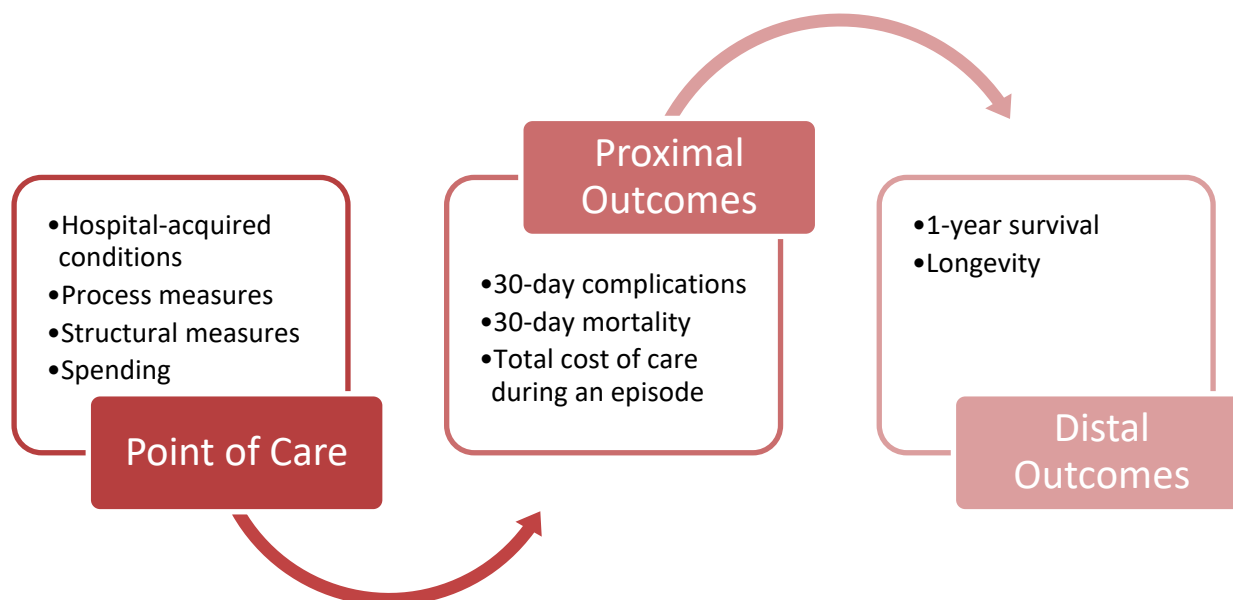 •Hospital-acquired
conditions
•Process measures
•Structural measures
•Spending
Point of Care
Proximal
Outcomes
•30-day complications
•30-day mortality
•Total cost of care
during an episode
•1-year survival
•Longevity
Distal
Outcomes